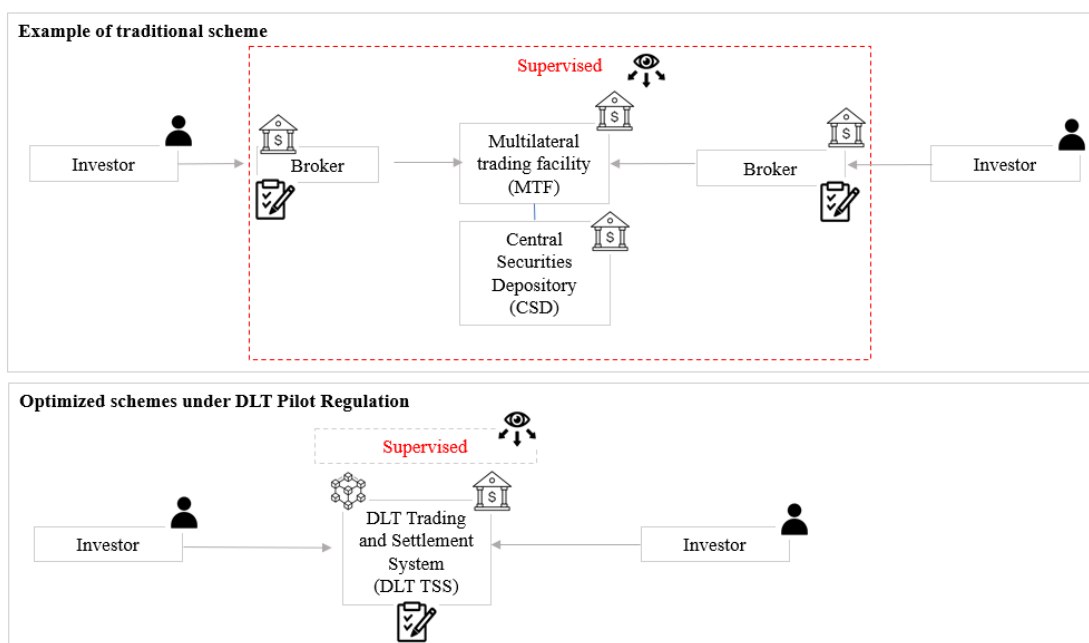 Example of traditional scheme
Supervised
Investor
Broker
Multilateral
trading facility
(MTF)
Broker
Investor
Central
Securities
Depository
(CSD)
Optimized schemes under DLT Pilot Regulation
Supervised
Investor
DLT Trading
and Settlement
System
(DLT TSS)
Investor